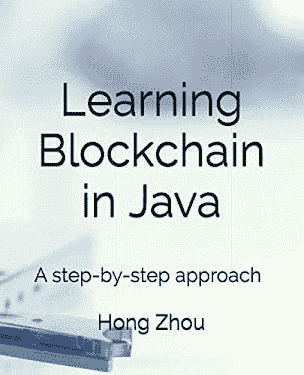 Learning
Blockchain
in Java
A step-by-step approach
Hong Zhou